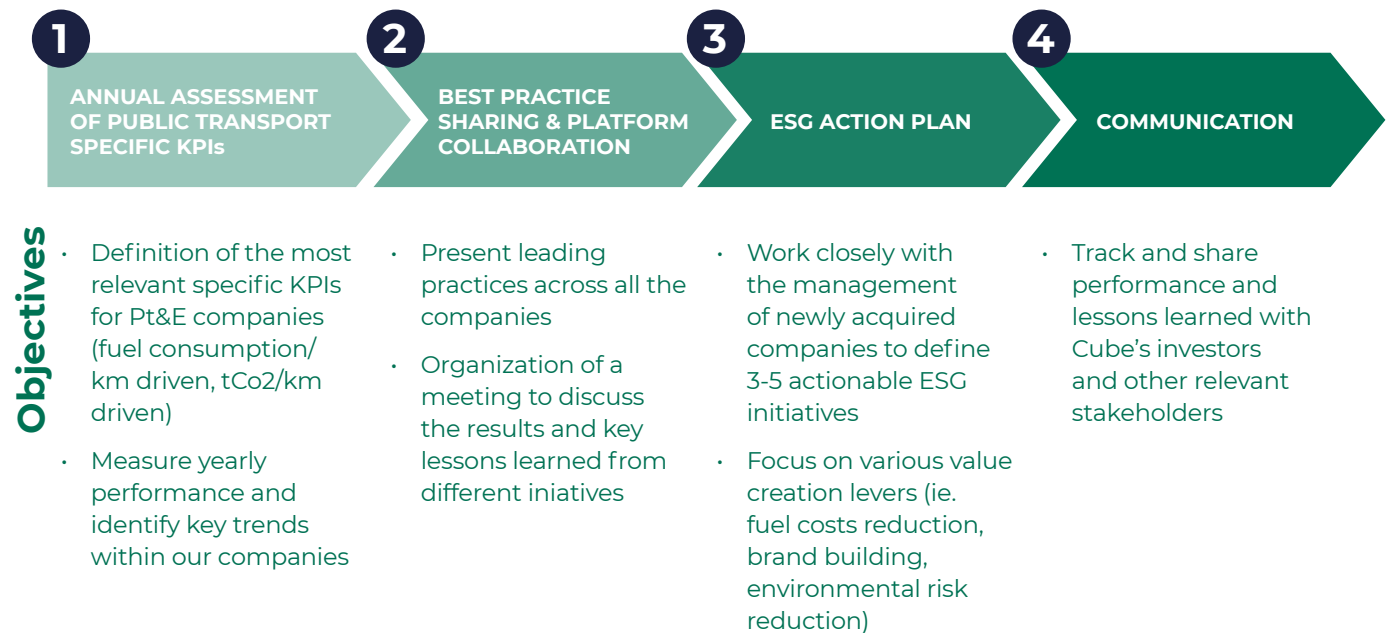 1
ANNUAL ASSESSMENT
OF PUBLIC TRANSPORT
SPECIFIC KPIs
2
BEST PRACTICE
SHARING & PLATFORM
COLLABORATION
3
ESG ACTION PLAN
4
COMMUNICATION
Objectives
• Definition of the most
relevant specific KPIs
for Pt&E companies
(fuel consumption/
km driven, tCo2/km
driven)
• Measure yearly
performance and
identify key trends
within our companies
• Present leading
practices across all the
companies
• Organization of a
meeting to discuss
the results and key
lessons learned from
different iniatives
• Work closely with
the management
of newly acquired
companies to define
3-5 actionable ESG
initiatives
• Focus on various value
creation levers (ie.
fuel costs reduction,
brand building,
environmental risk
reduction)
• Track and share
performance and
lessons learned with
Cube’s investors
and other relevant
stakeholders